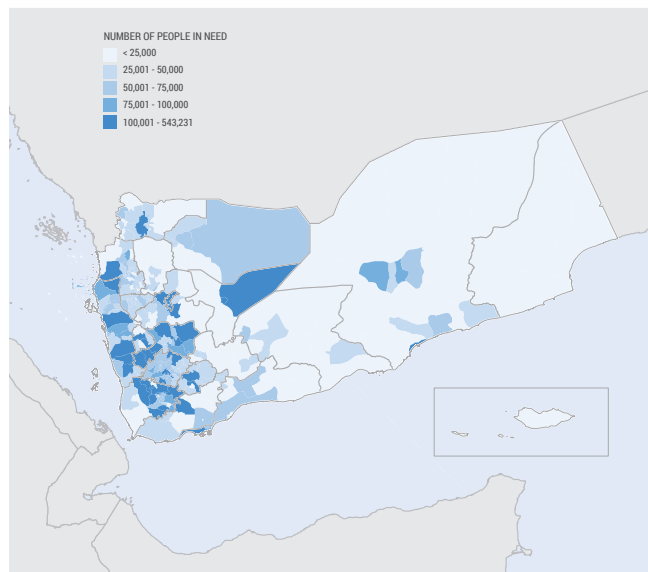 NUMBER OF PEOPLE IN NEED
< 25,000
25,001 - 50,000
50,001 - 75,000
75,001 - 100,000
100,001 - 543,231